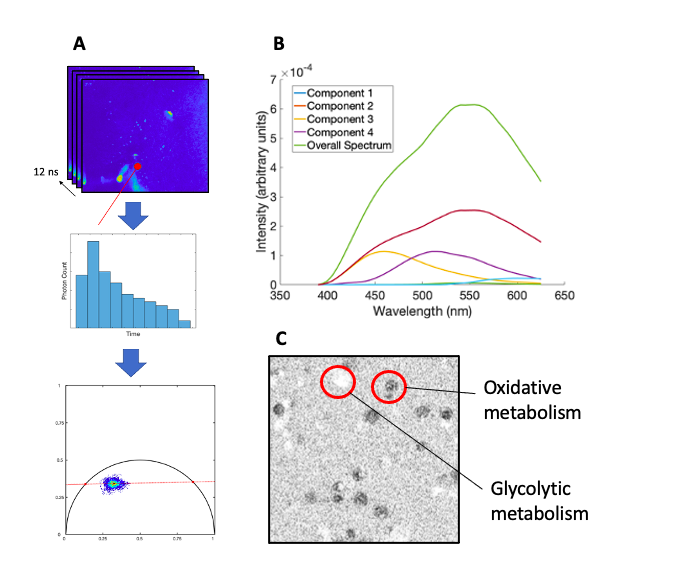 A
12 ns
Photon Count
Time
1
0.75
0.5
0.25
0
0
0.25
0.5
0.75
1
B
×10⁻⁴
7
6
5
4
3
2
1
0
Intensity (arbitrary units)
350
400
450
500
550
600
650
Wavelength (nm)
Component 1
Component 2
Component 3
Component 4
Overall Spectrum
C
Oxidative
metabolism
Glycolytic
metabolism